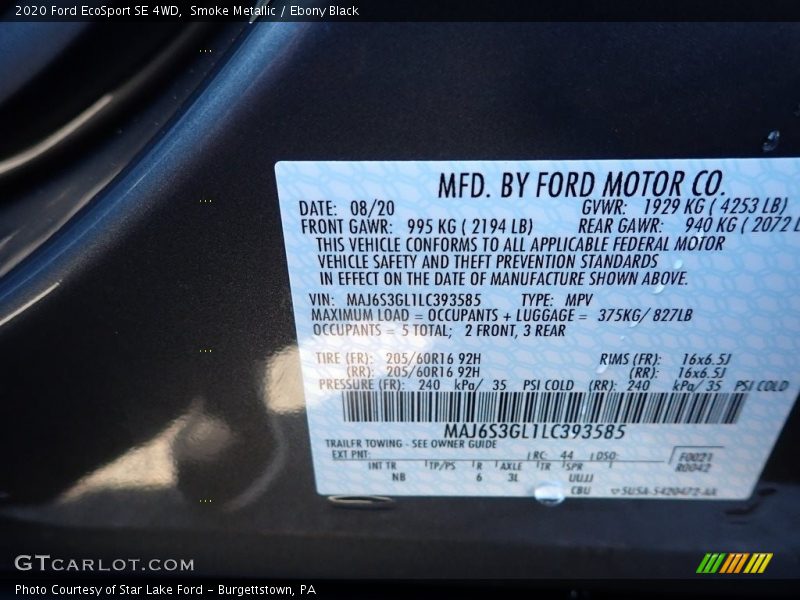 2020 Ford EcoSport SE 4WD, Smoke Metallic / Ebony Black
MFD. BY FORD MOTOR CO.
DATE: 08/20 GVWR: 1929 KG ( 4253 LB)
FRONT GAWR: 995 KG ( 2194 LB) REAR GAWR: 940 KG ( 2072 L
THIS VEHICLE CONFORMS TO ALL APPLICABLE FEDERAL MOTOR
VEHICLE SAFETY AND THEFT PREVENTION STANDARDS
IN EFFECT ON THE DATE OF MANUFACTURE SHOWN ABOVE.
VIN: MAJ6S3GL1LC393585 TYPE: MPV
MAXIMUM LOAD = OCCUPANTS + LUGGAGE = 375KG/ 827LB
OCCUPANTS = 5 TOTAL; 2 FRONT, 3 REAR
TIRE (FR): 205/60R16 92H RIMS (FR): 16x6.5J
(RR): 205/60R16 92H (RR): 16x6.5J
PRESSURE (FR): 240 kPa/ 35 PSI COLD (RR): 240 kPa/ 35 PSI COLD
MAJ6S3GL1LC393585
TRAILER TOWING - SEE OWNER GUIDE
EXT PNT: RC: 44 DSO: F0021
R0042
INT TR TP/PS R AXLE TR SPR
NB 6 3L UUJJ
CBU
GTCARLOT.COM
Photo Courtesy of Star Lake Ford - Burgettstown, PA